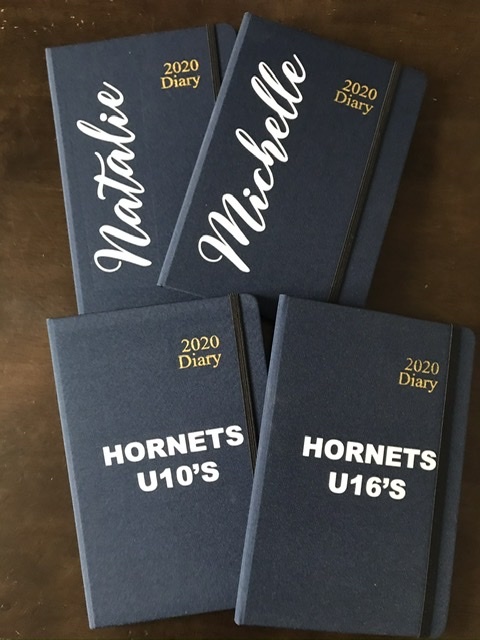 2020
Diary
Natalie
2020
Diary
Michelle
2020
Diary
HORNETS
U10'S
2020
Diary
HORNETS
U16'S